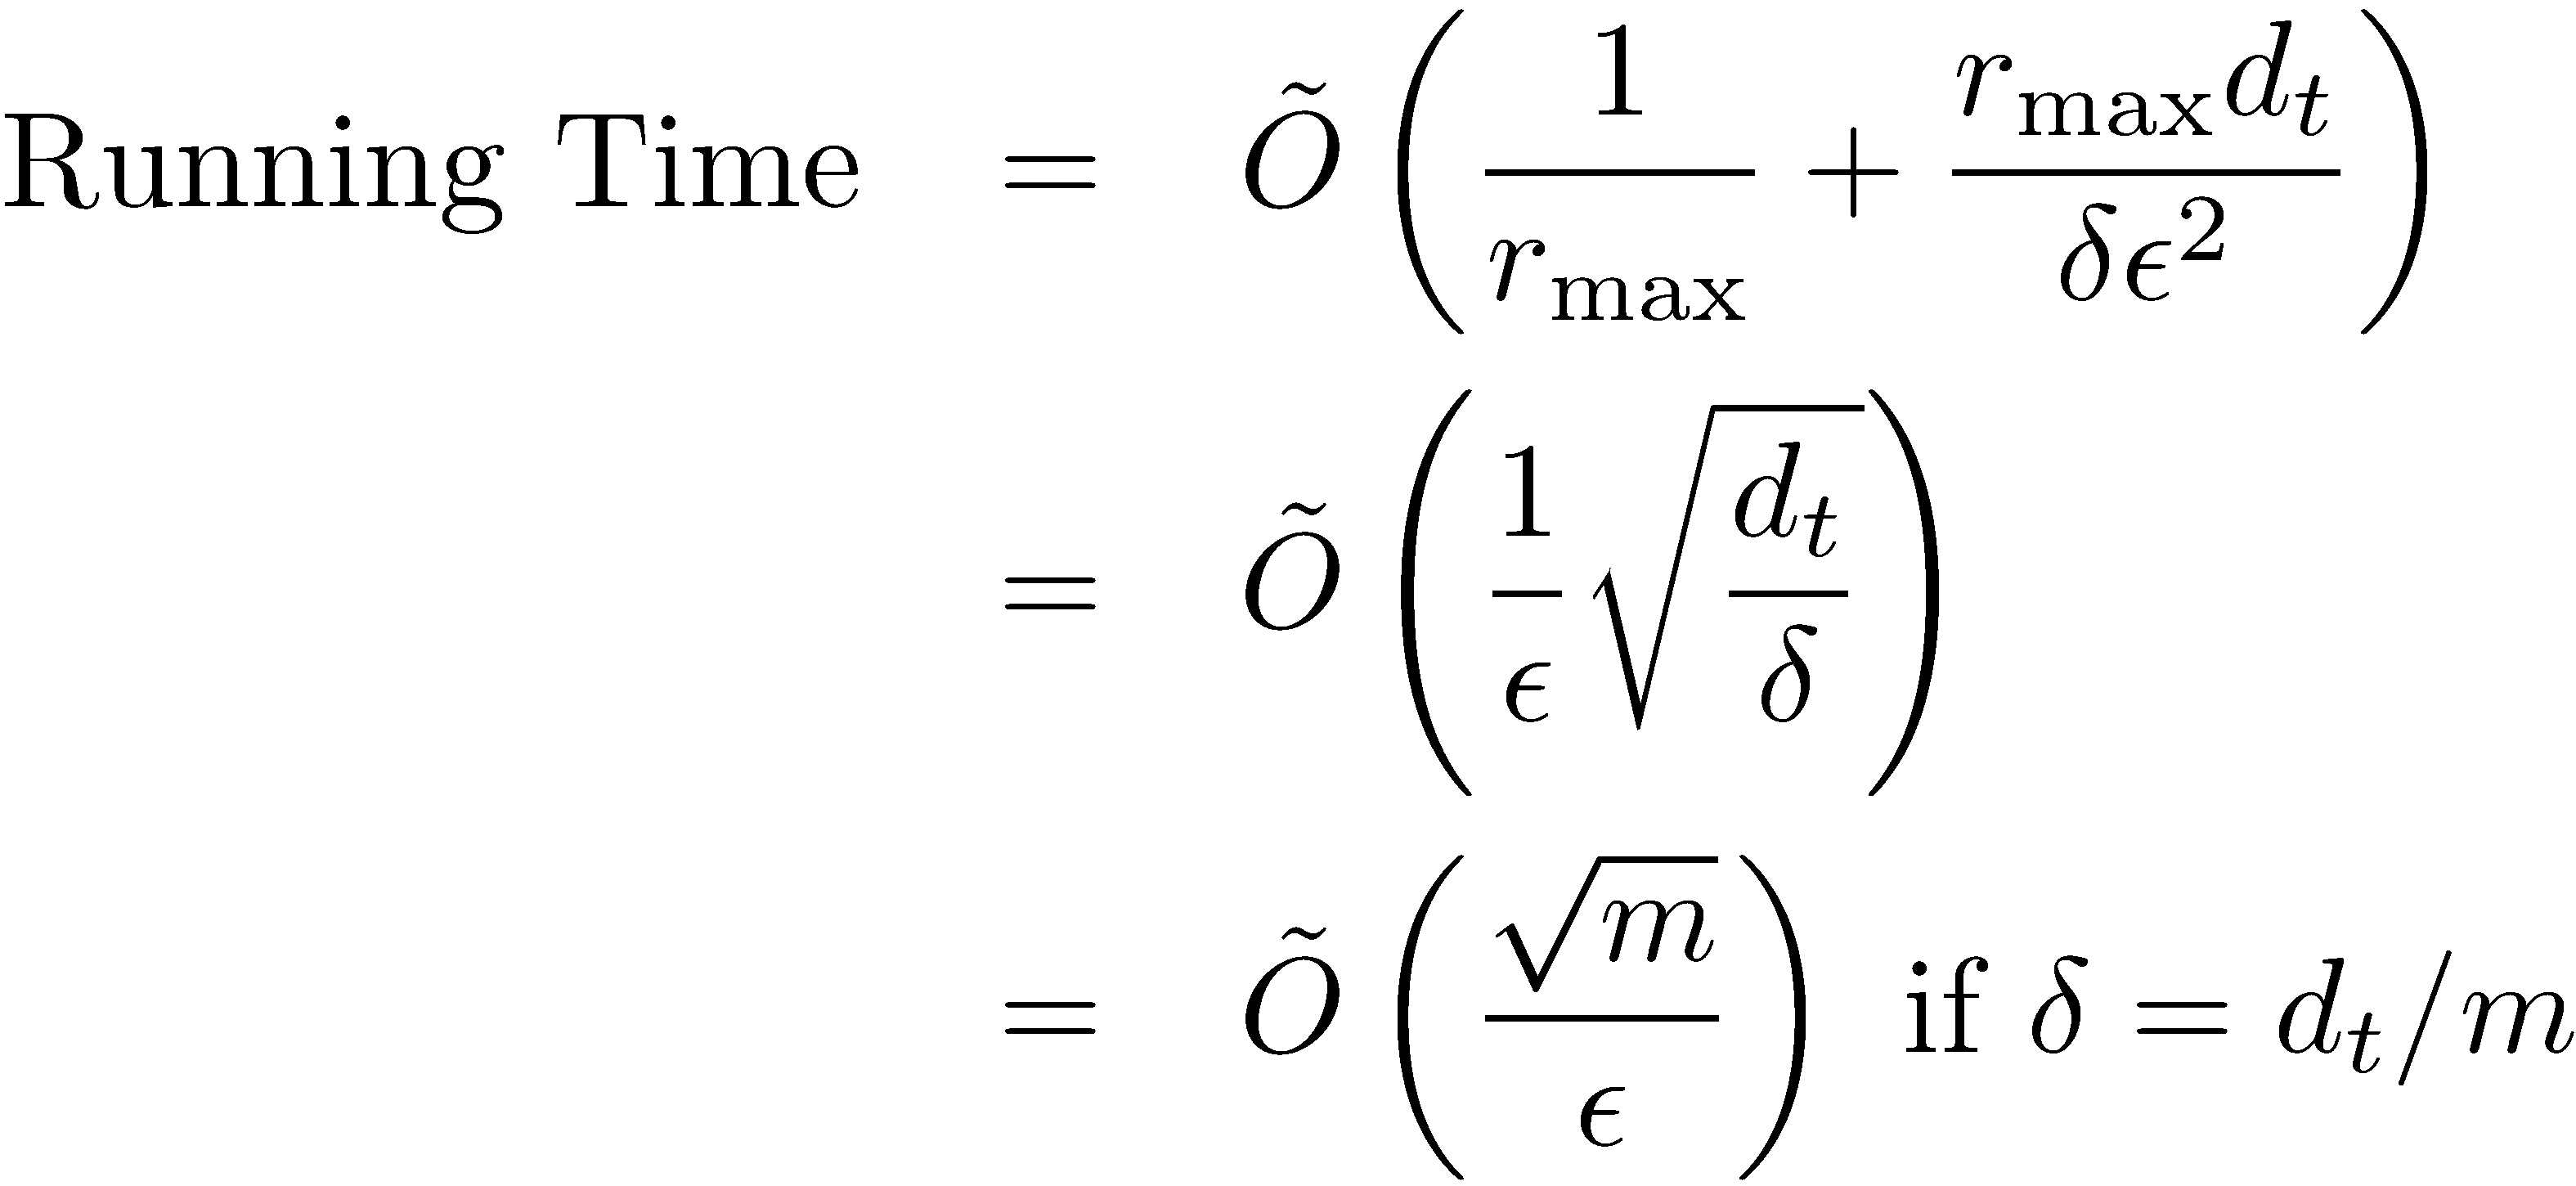 Running Time = Õ(1/r_max + r_max d_t/δϵ²)
= Õ(1/ϵ √(d_t/δ))
= Õ(√m/ϵ) if δ = d_t/m